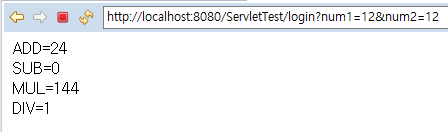 http://localhost:8080/ServletTest/login?num1=12&num2=12
ADD=24
SUB=0
MUL=144
DIV=1